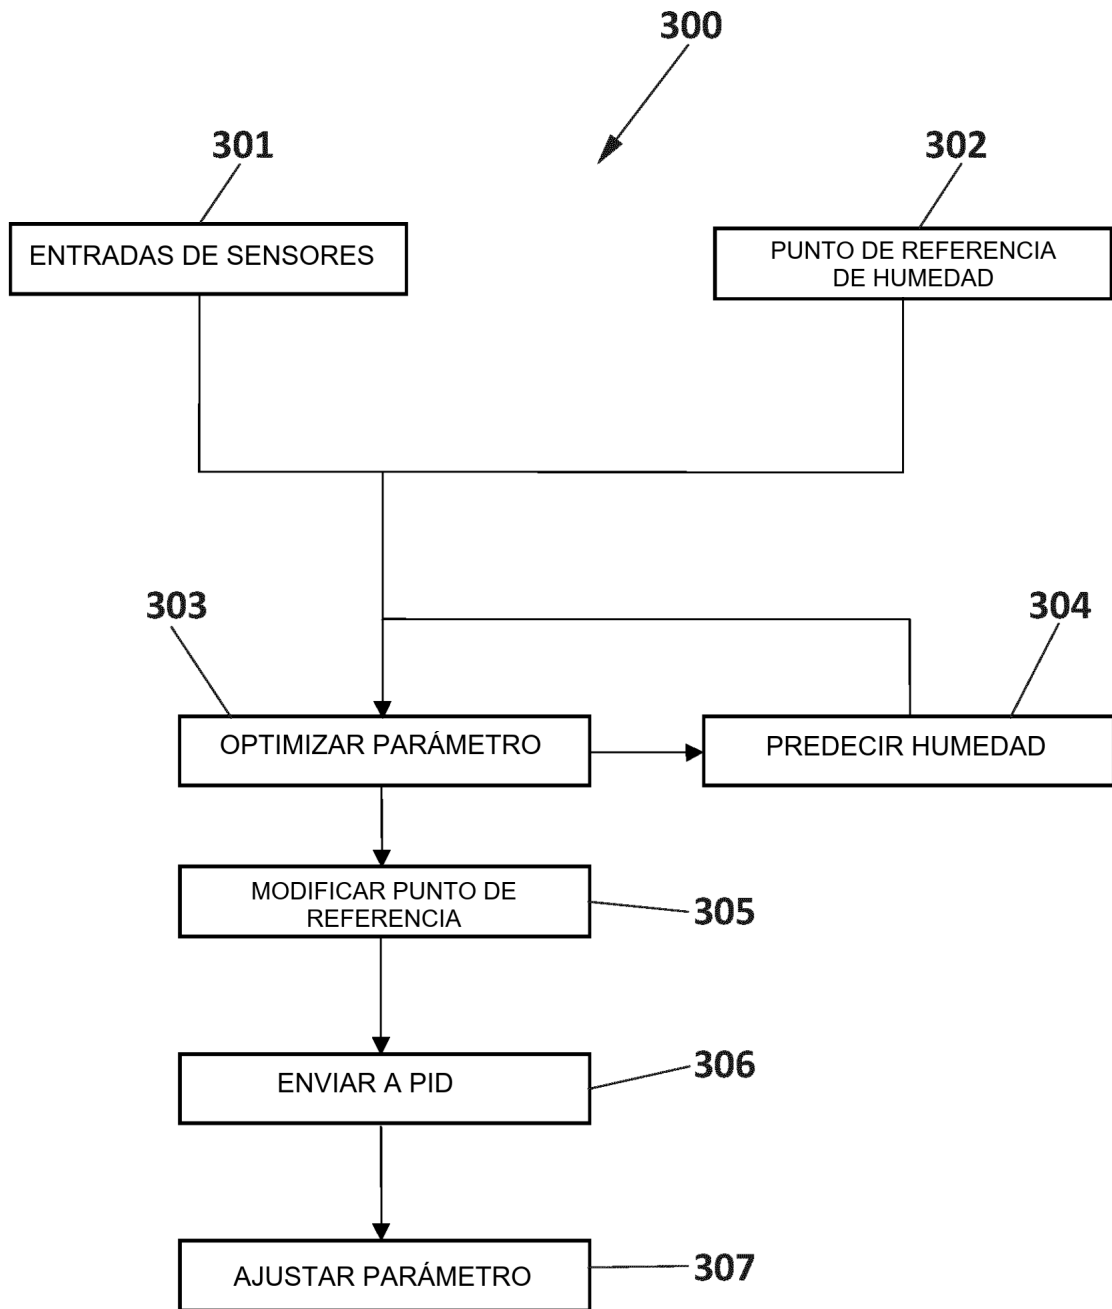 300
301
302
ENTRADAS DE SENSORES
PUNTO DE REFERENCIA
DE HUMEDAD
303
304
OPTIMIZAR PARÁMETRO
PREDECIR HUMEDAD
MODIFICAR PUNTO DE
REFERENCIA
305
ENVIAR A PID
306
AJUSTAR PARÁMETRO
307